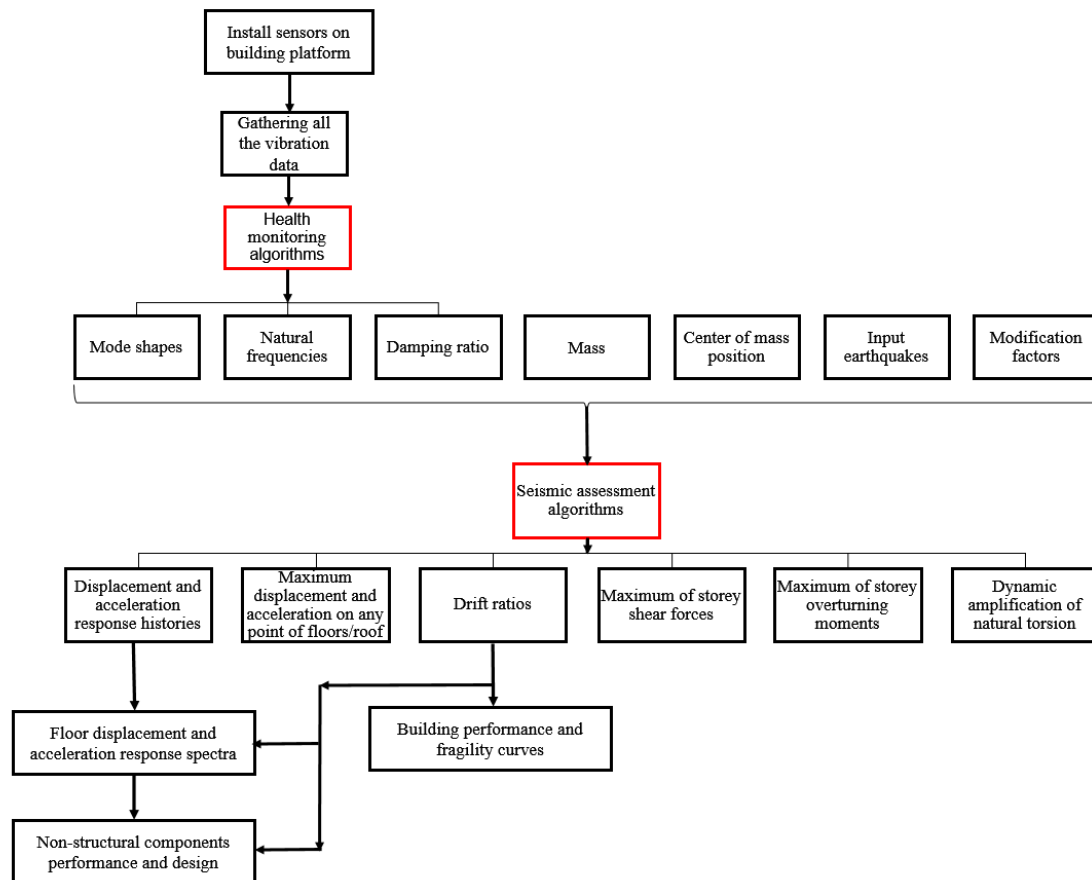 Install sensors on
building platform
Gathering all
the vibration
data
Health
monitoring
algorithms
Mode shapes
Natural
frequencies
Damping ratio
Mass
Center of mass
position
Input
earthquakes
Modification
factors
Seismic assessment
algorithms
Displacement and
acceleration
response histories
Maximum
displacement and
acceleration on any
point of floors/roof
Drift ratios
Maximum of storey
shear forces
Maximum of storey
overturning
moments
Dynamic
amplification of
natural torsion
Floor displacement and
acceleration response spectra
Building performance and
fragility curves
Non-structural components
performance and design